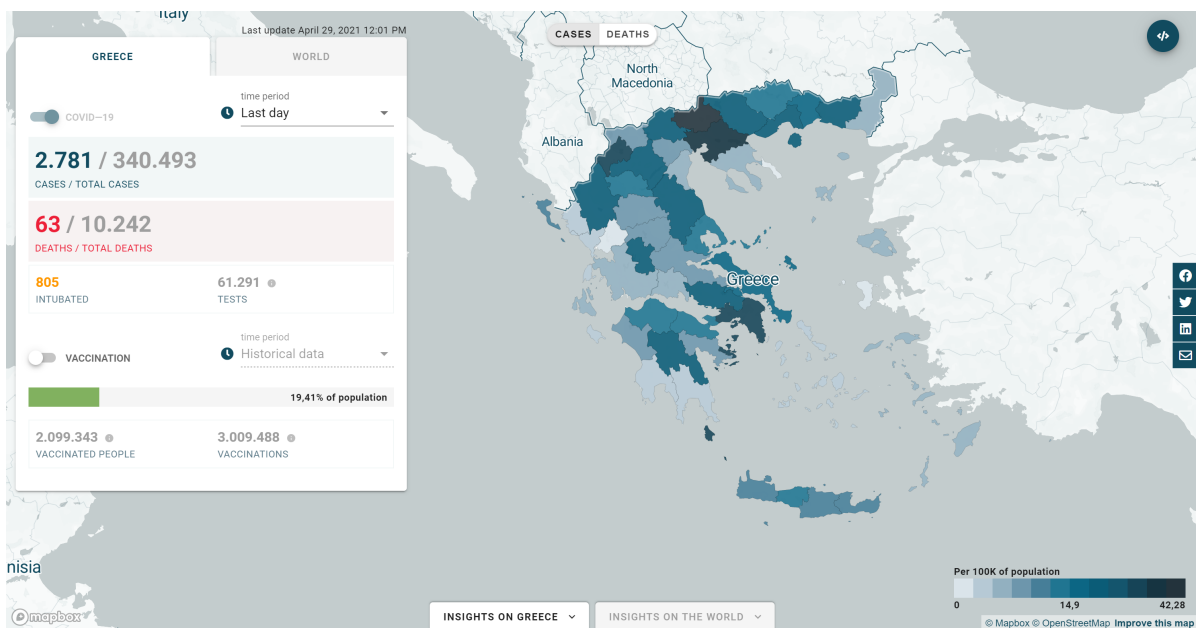 Italy
Last update April 29, 2021 12:01 PM
CASES DEATHS
GREECE WORLD
North
Macedonia
time period
COVID—19 Last day
Albania
2.781 / 340.493
CASES / TOTAL CASES
63 / 10.242
DEATHS / TOTAL DEATHS
805 61.291
INTUBATED TESTS
Greece
time period
VACCINATION Historical data
19,41% of population
2.099.343 3.009.488
VACCINATED PEOPLE VACCINATIONS
nisia
Per 100K of population
0 14,9 42,28
mapbox
INSIGHTS ON GREECE INSIGHTS ON THE WORLD
© Mapbox © OpenStreetMap Improve this map